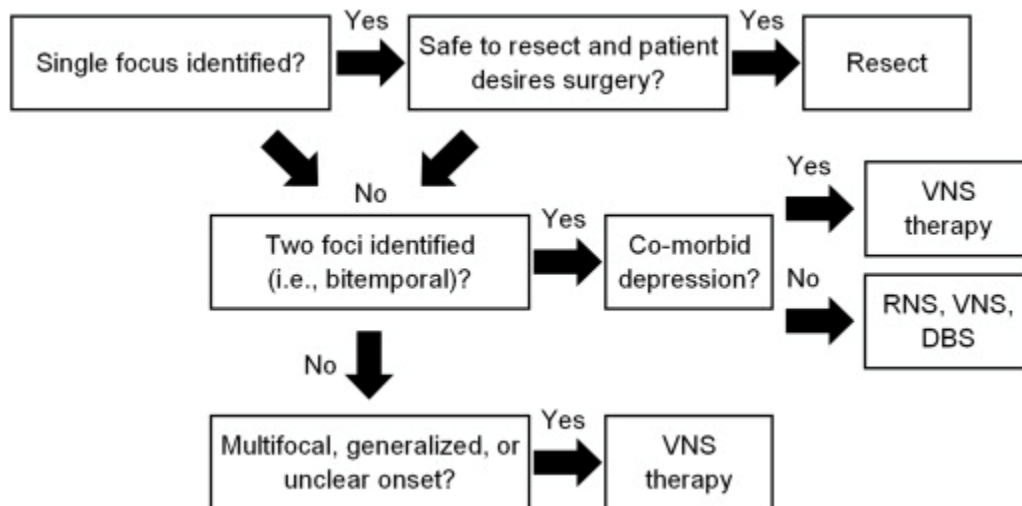 Yes
Yes
Single focus identified?
Safe to resect and patient
desires surgery?
Resect
No
Yes
Yes
VNS
therapy
Two foci identified
(i.e., bitemporal)?
Co-morbid
depression?
No
RNS, VNS,
DBS
No
Yes
Multifocal, generalized, or
unclear onset?
VNS
therapy